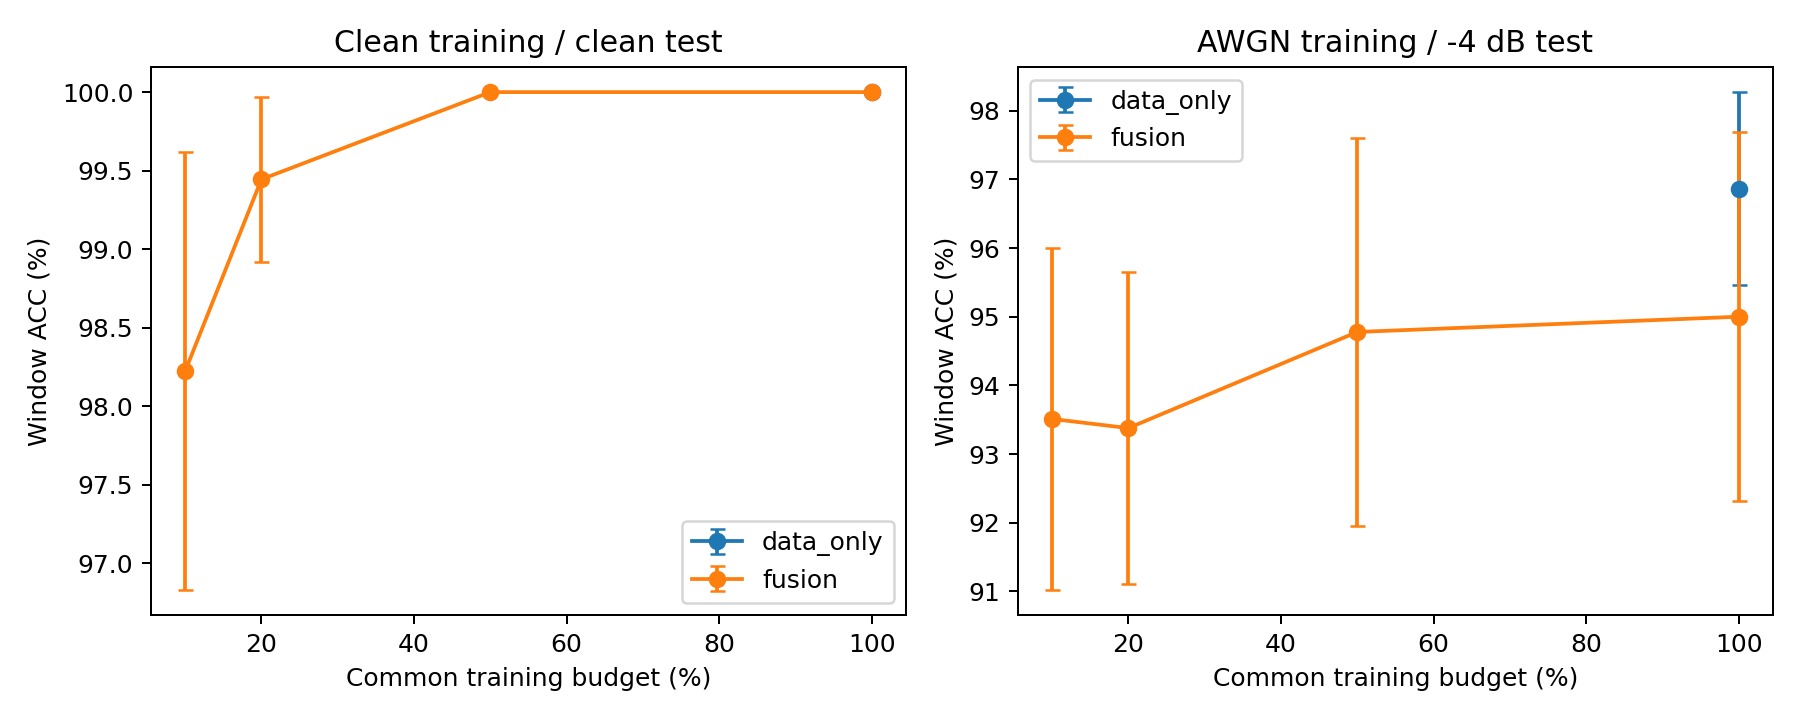 Clean training / clean test
100.0
99.5
99.0
98.5
98.0
97.5
97.0
Window ACC (%)
data_only
fusion
20
40
60
80
100
Common training budget (%)
AWGN training / -4 dB test
data_only
fusion
98
97
96
95
94
93
92
91
Window ACC (%)
20
40
60
80
100
Common training budget (%)